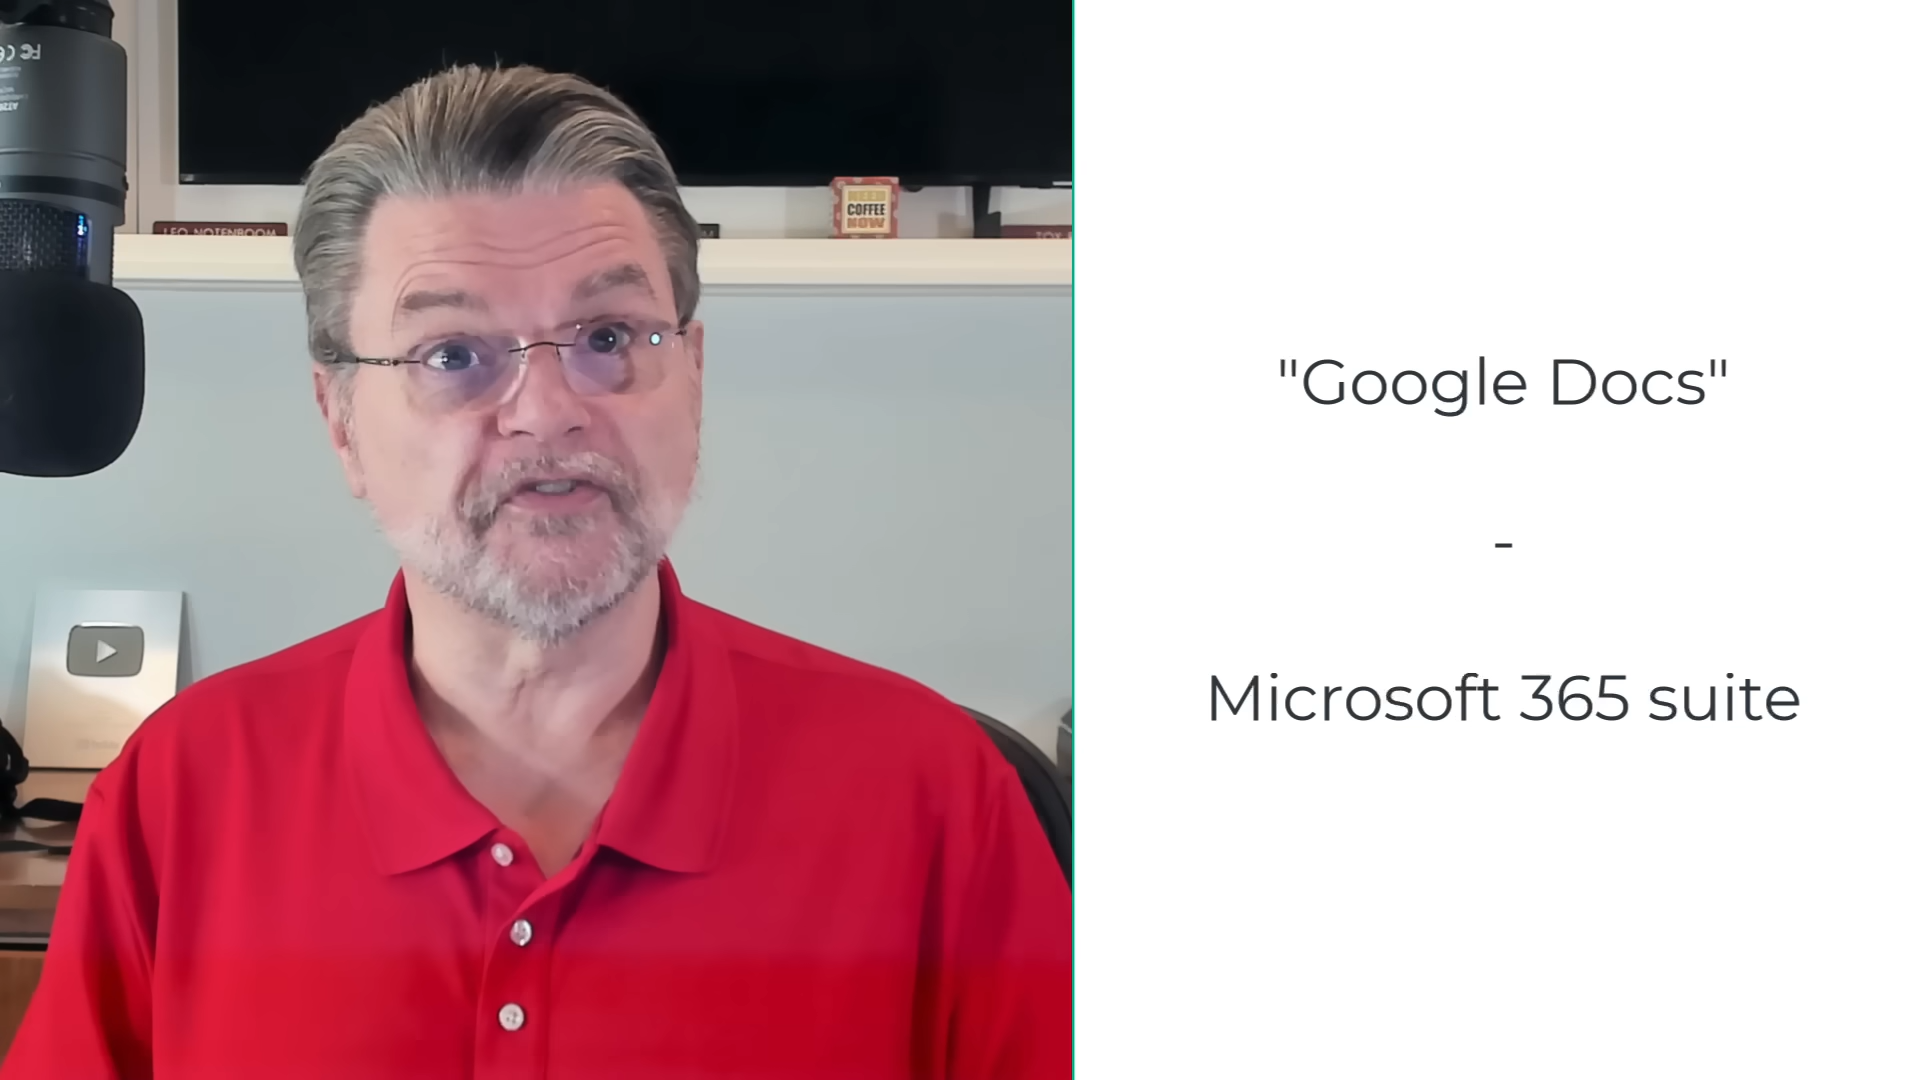 LEO NOTENBOOM
NEED
COFFEE
NOW
"Google Docs"
-
Microsoft 365 suite